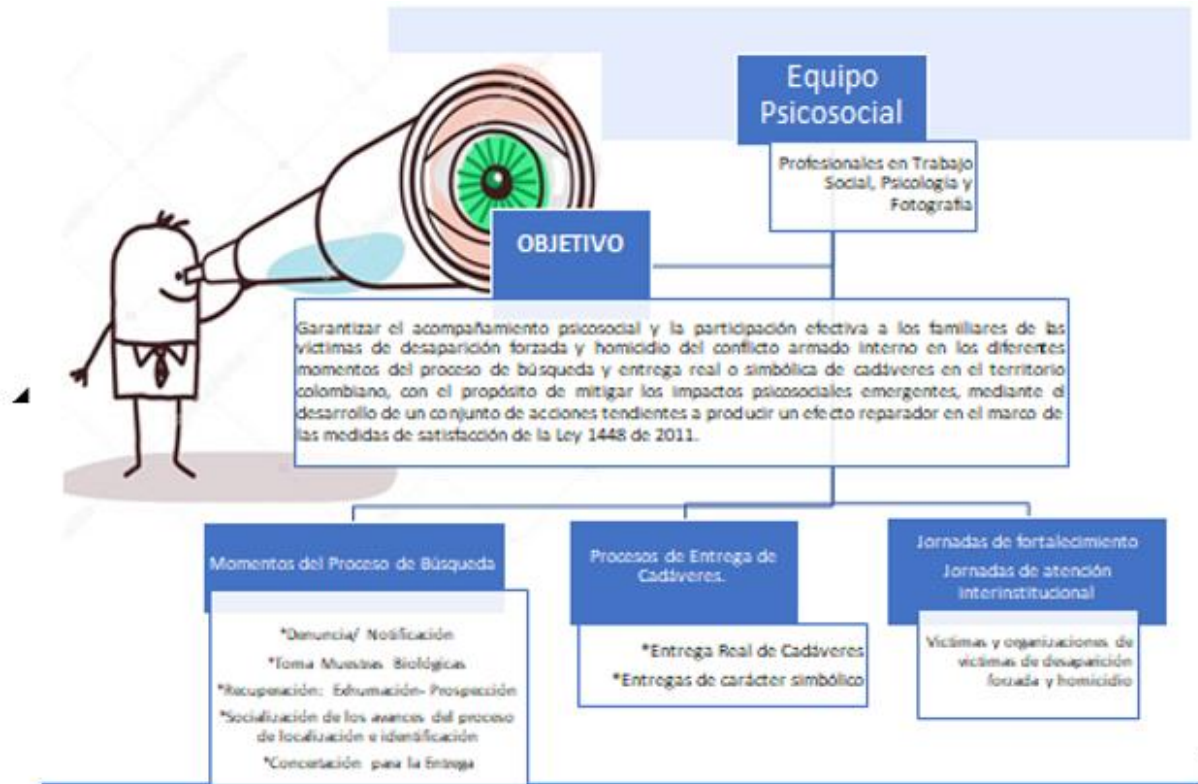 Equipo
Psicosocial
Profesionales en Trabajo
Social, Psicología y
Fotografía
OBJETIVO
Garantizar el acompañamiento psicosocial y la participación efectiva a los familiares de las
víctimas de desaparición forzada y homicidio del conflicto armado interno en los diferentes
momentos del proceso de búsqueda y entrega real o simbólica de cadáveres en el territorio
colombiano, con el propósito de mitigar los impactos psicosociales emergentes, mediante el
desarrollo de un conjunto de acciones tendientes a producir un efecto reparador en el marco de
las medidas de satisfacción de la Ley 1448 de 2011.
Momentos del Proceso de Búsqueda
*Denuncia/ Notificación
*Toma Muestras Biológicas
*Recuperación: Exhumación- Prospección
*Socialización de los avances del proceso
de localización e identificación
*Concertación para la Entrega
Procesos de Entrega de
Cadáveres.
*Entrega Real de Cadáveres
*Entregas de carácter simbólico
Jornadas de fortalecimiento
Jornadas de atención
interinstitucional
Víctimas y organizaciones de
víctimas de desaparición
forzada y homicidio